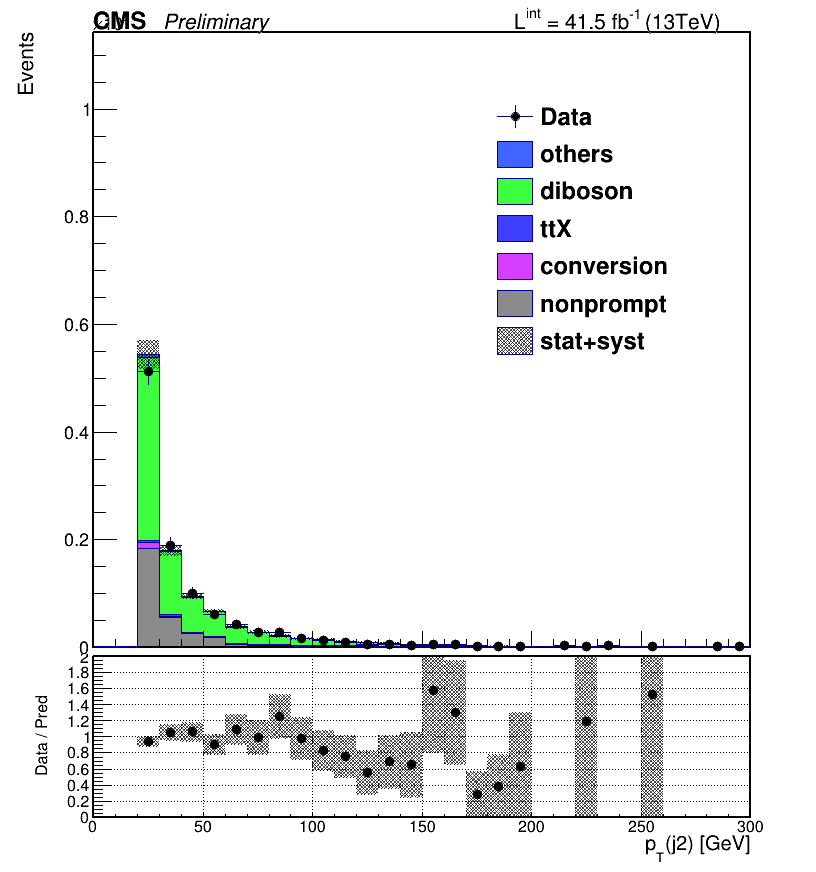 CMS Preliminary L^int = 41.5 fb^-1 (13TeV)
Events
1
0.8
0.6
0.4
0.2
0
Data
others
diboson
ttX
conversion
nonprompt
stat+syst
Data / Pred
2
1.8
1.6
1.4
1.2
1
0.8
0.6
0.4
0.2
0
0 50 100 150 200 250 300
p_T(j2) [GeV]